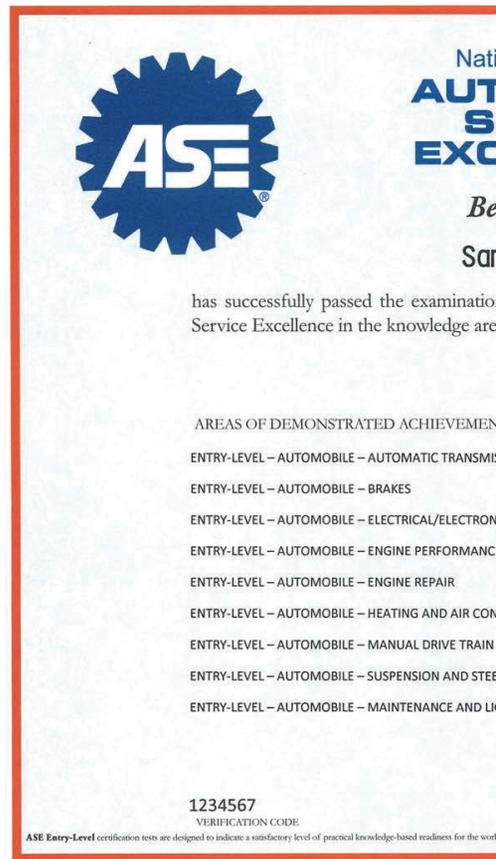 ASE
®
Nati
AUT
S
EXC
Be
Sar
has successfully passed the examination
Service Excellence in the knowledge are
AREAS OF DEMONSTRATED ACHIEVEMEN
ENTRY-LEVEL – AUTOMOBILE – AUTOMATIC TRANSMIS
ENTRY-LEVEL – AUTOMOBILE – BRAKES
ENTRY-LEVEL – AUTOMOBILE – ELECTRICAL/ELECTRON
ENTRY-LEVEL – AUTOMOBILE – ENGINE PERFORMANC
ENTRY-LEVEL – AUTOMOBILE – ENGINE REPAIR
ENTRY-LEVEL – AUTOMOBILE – HEATING AND AIR CON
ENTRY-LEVEL – AUTOMOBILE – MANUAL DRIVE TRAIN
ENTRY-LEVEL – AUTOMOBILE – SUSPENSION AND STEE
ENTRY-LEVEL – AUTOMOBILE – MAINTENANCE AND LIG
1234567
VERIFICATION CODE
ASE Entry-Level certification tests are designed to indicate a satisfactory level of practical knowledge-based readiness for the worl